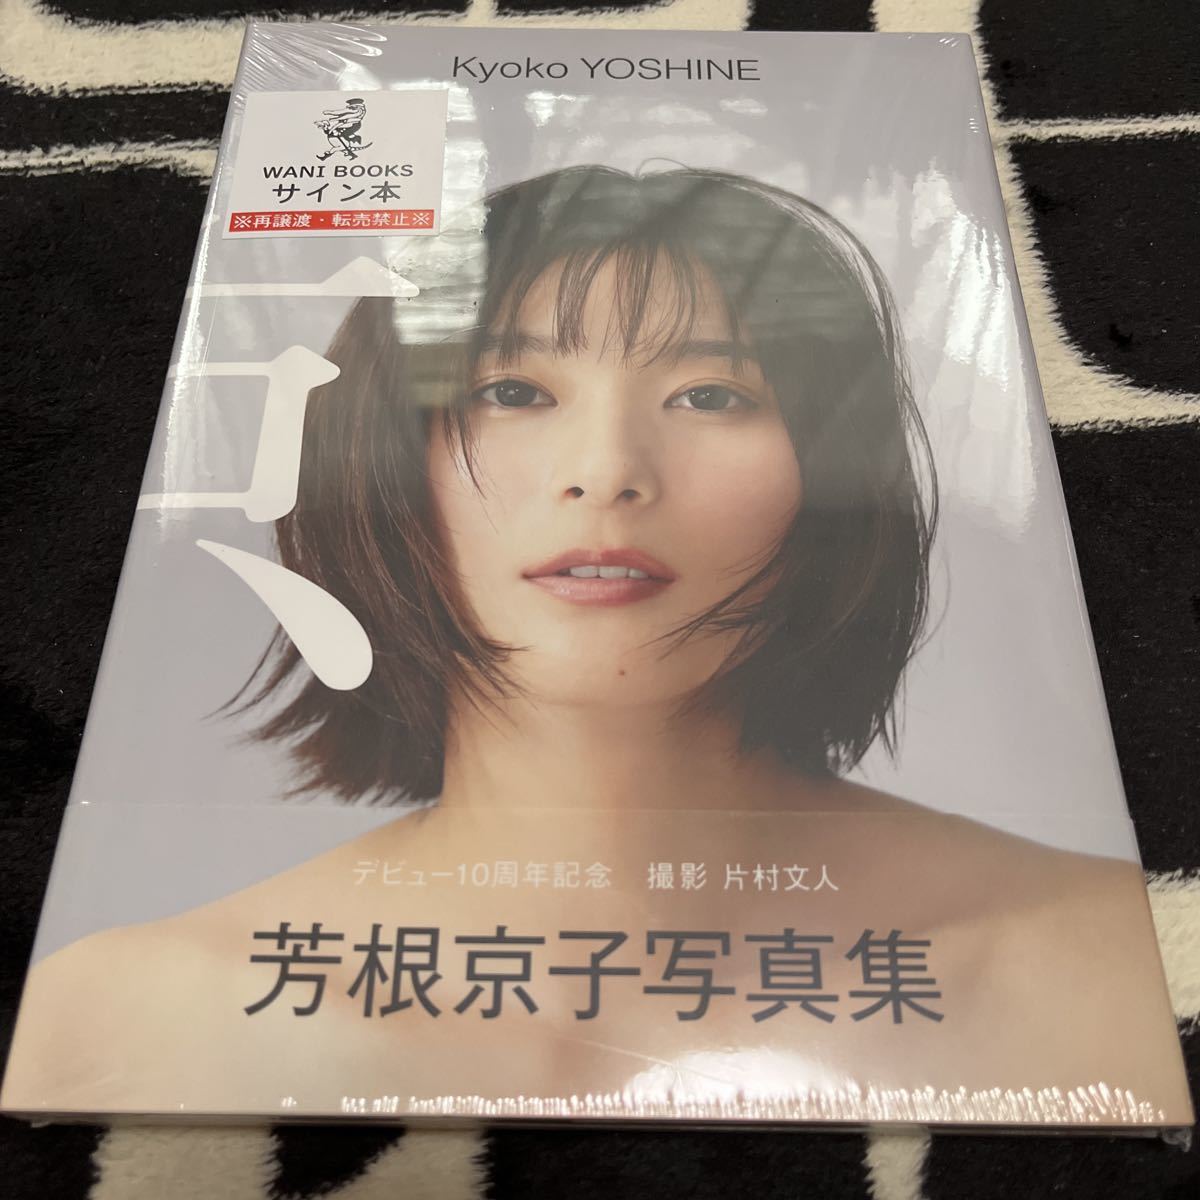 Kyoko YOSHINE
WANI BOOKS
サイン本
※再譲渡・転売禁止※
デビュー10周年記念 撮影 片村文人
芳根京子写真集